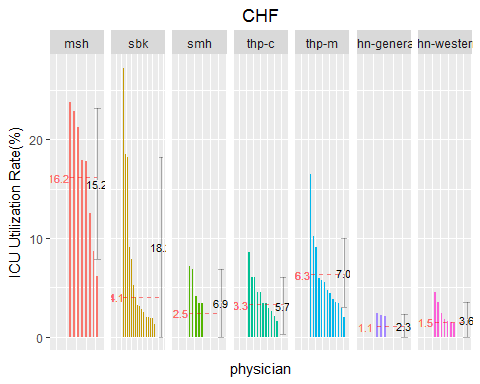 CHF
msh sbk smh thp-c thp-m hn-genera hn-western
ICU Utilization Rate(%)
20
10
0
16.2 15.2
4.1 18.
2.5 6.9
3.3 5.7
6.3 7.0
1.1 2.3
1.5 3.6
physician